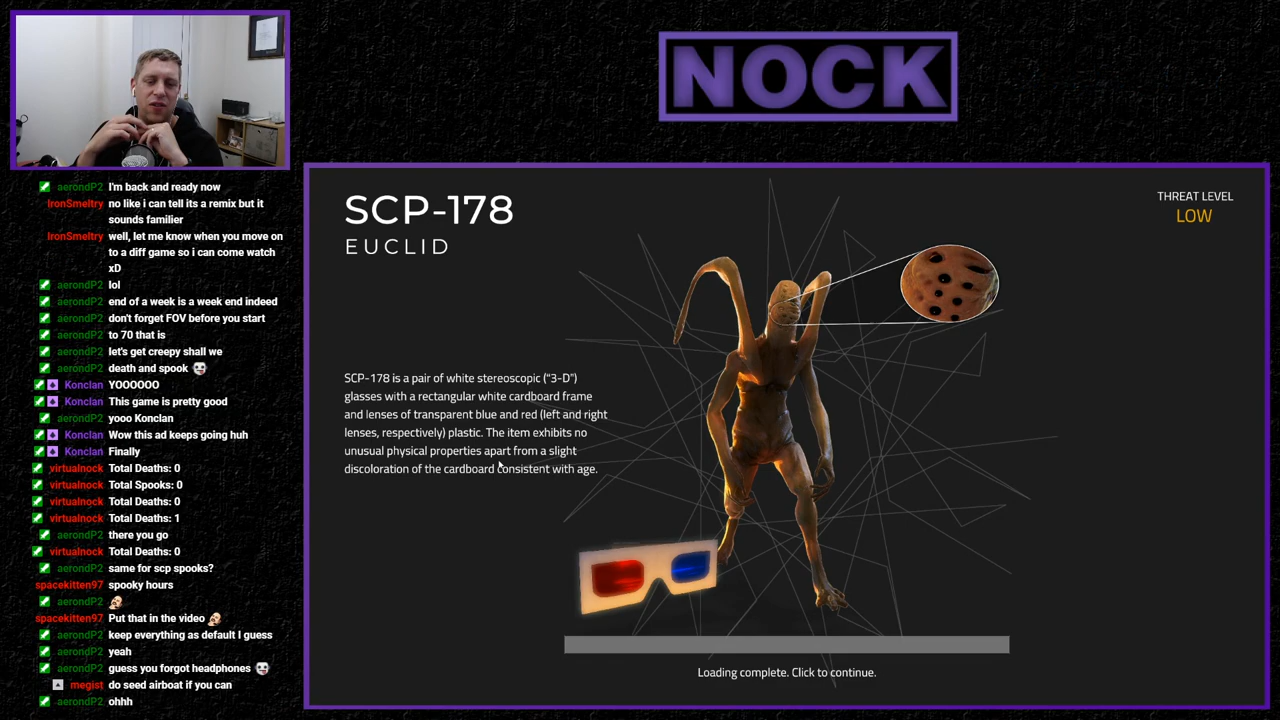 NOCK
aerondP2 I'm back and ready now
IronSmeltry no like i can tell its a remix but it
sounds familier
IronSmeltry well, let me know when you move on
to a diff game so i can come watch
xD
aerondP2 lol
aerondP2 end of a week is a week end indeed
aerondP2 don't forget FOV before you start
aerondP2 to 70 that is
aerondP2 let's get creepy shall we
aerondP2 death and spook
Konclan YOOOOOO
Konclan This game is pretty good
aerondP2 yooo Konclan
Konclan Wow this ad keeps going huh
Konclan Finally
virtualnock Total Deaths: 0
virtualnock Total Spooks: 0
virtualnock Total Deaths: 0
virtualnock Total Deaths: 1
aerondP2 there you go
virtualnock Total Deaths: 0
aerondP2 same for scp spooks?
spacekitten97 spooky hours
aerondP2
spacekitten97 Put that in the video
aerondP2 keep everything as default I guess
aerondP2 yeah
aerondP2 guess you forgot headphones
megist do seed airboat if you can
aerondP2 ohhh
SCP-178
EUCLID
THREAT LEVEL
LOW
SCP-178 is a pair of white stereoscopic ("3-D")
glasses with a rectangular white cardboard frame
and lenses of transparent blue and red (left and right
lenses, respectively) plastic. The item exhibits no
unusual physical properties apart from a slight
discoloration of the cardboard consistent with age.
Loading complete. Click to continue.